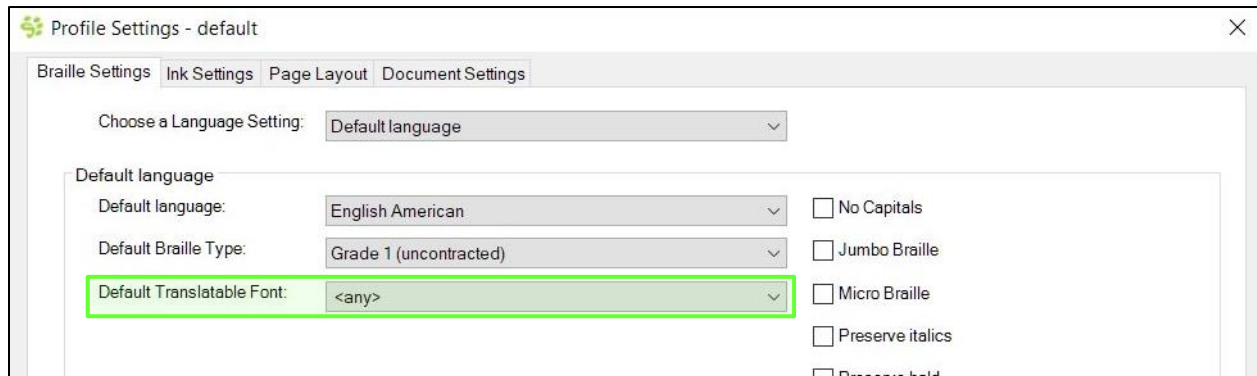 Profile Settings - default
Braille Settings Ink Settings Page Layout Document Settings
Choose a Language Setting: Default language
Default language
Default language: English American No Capitals
Default Braille Type: Grade 1 (uncontracted) Jumbo Braille
Default Translatable Font: <any> Micro Braille
Preserve italics